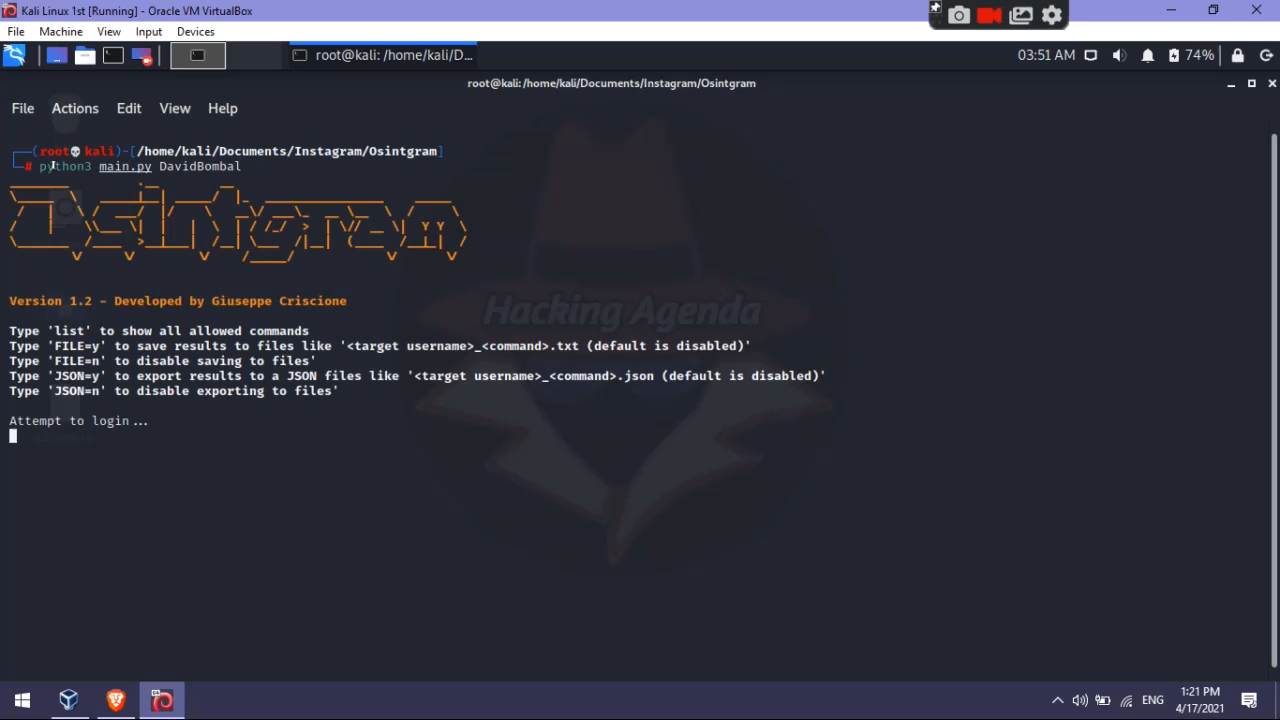 Kali Linux 1st [Running] - Oracle VM VirtualBox
File Machine View Input Devices
root@kali: /home/kali/D... 03:51 AM 74%
root@kali: /home/kali/Documents/Instagram/Osintgram
File Actions Edit View Help
(root💀kali)-[/home/kali/Documents/Instagram/Osintgram]
# python3 main.py DavidBombal
Osintgram
Version 1.2 - Developed by Giuseppe Criscione
Type 'list' to show all allowed commands
Type 'FILE=y' to save results to files like '<target username>_<command>.txt (default is disabled)'
Type 'FILE=n' to disable saving to files'
Type 'JSON=y' to export results to a JSON files like '<target username>_<command>.json (default is disabled)'
Type 'JSON=n' to disable exporting to files'
Hacking Agenda
Attempt to login...
ENG 1:21 PM
4/17/2021